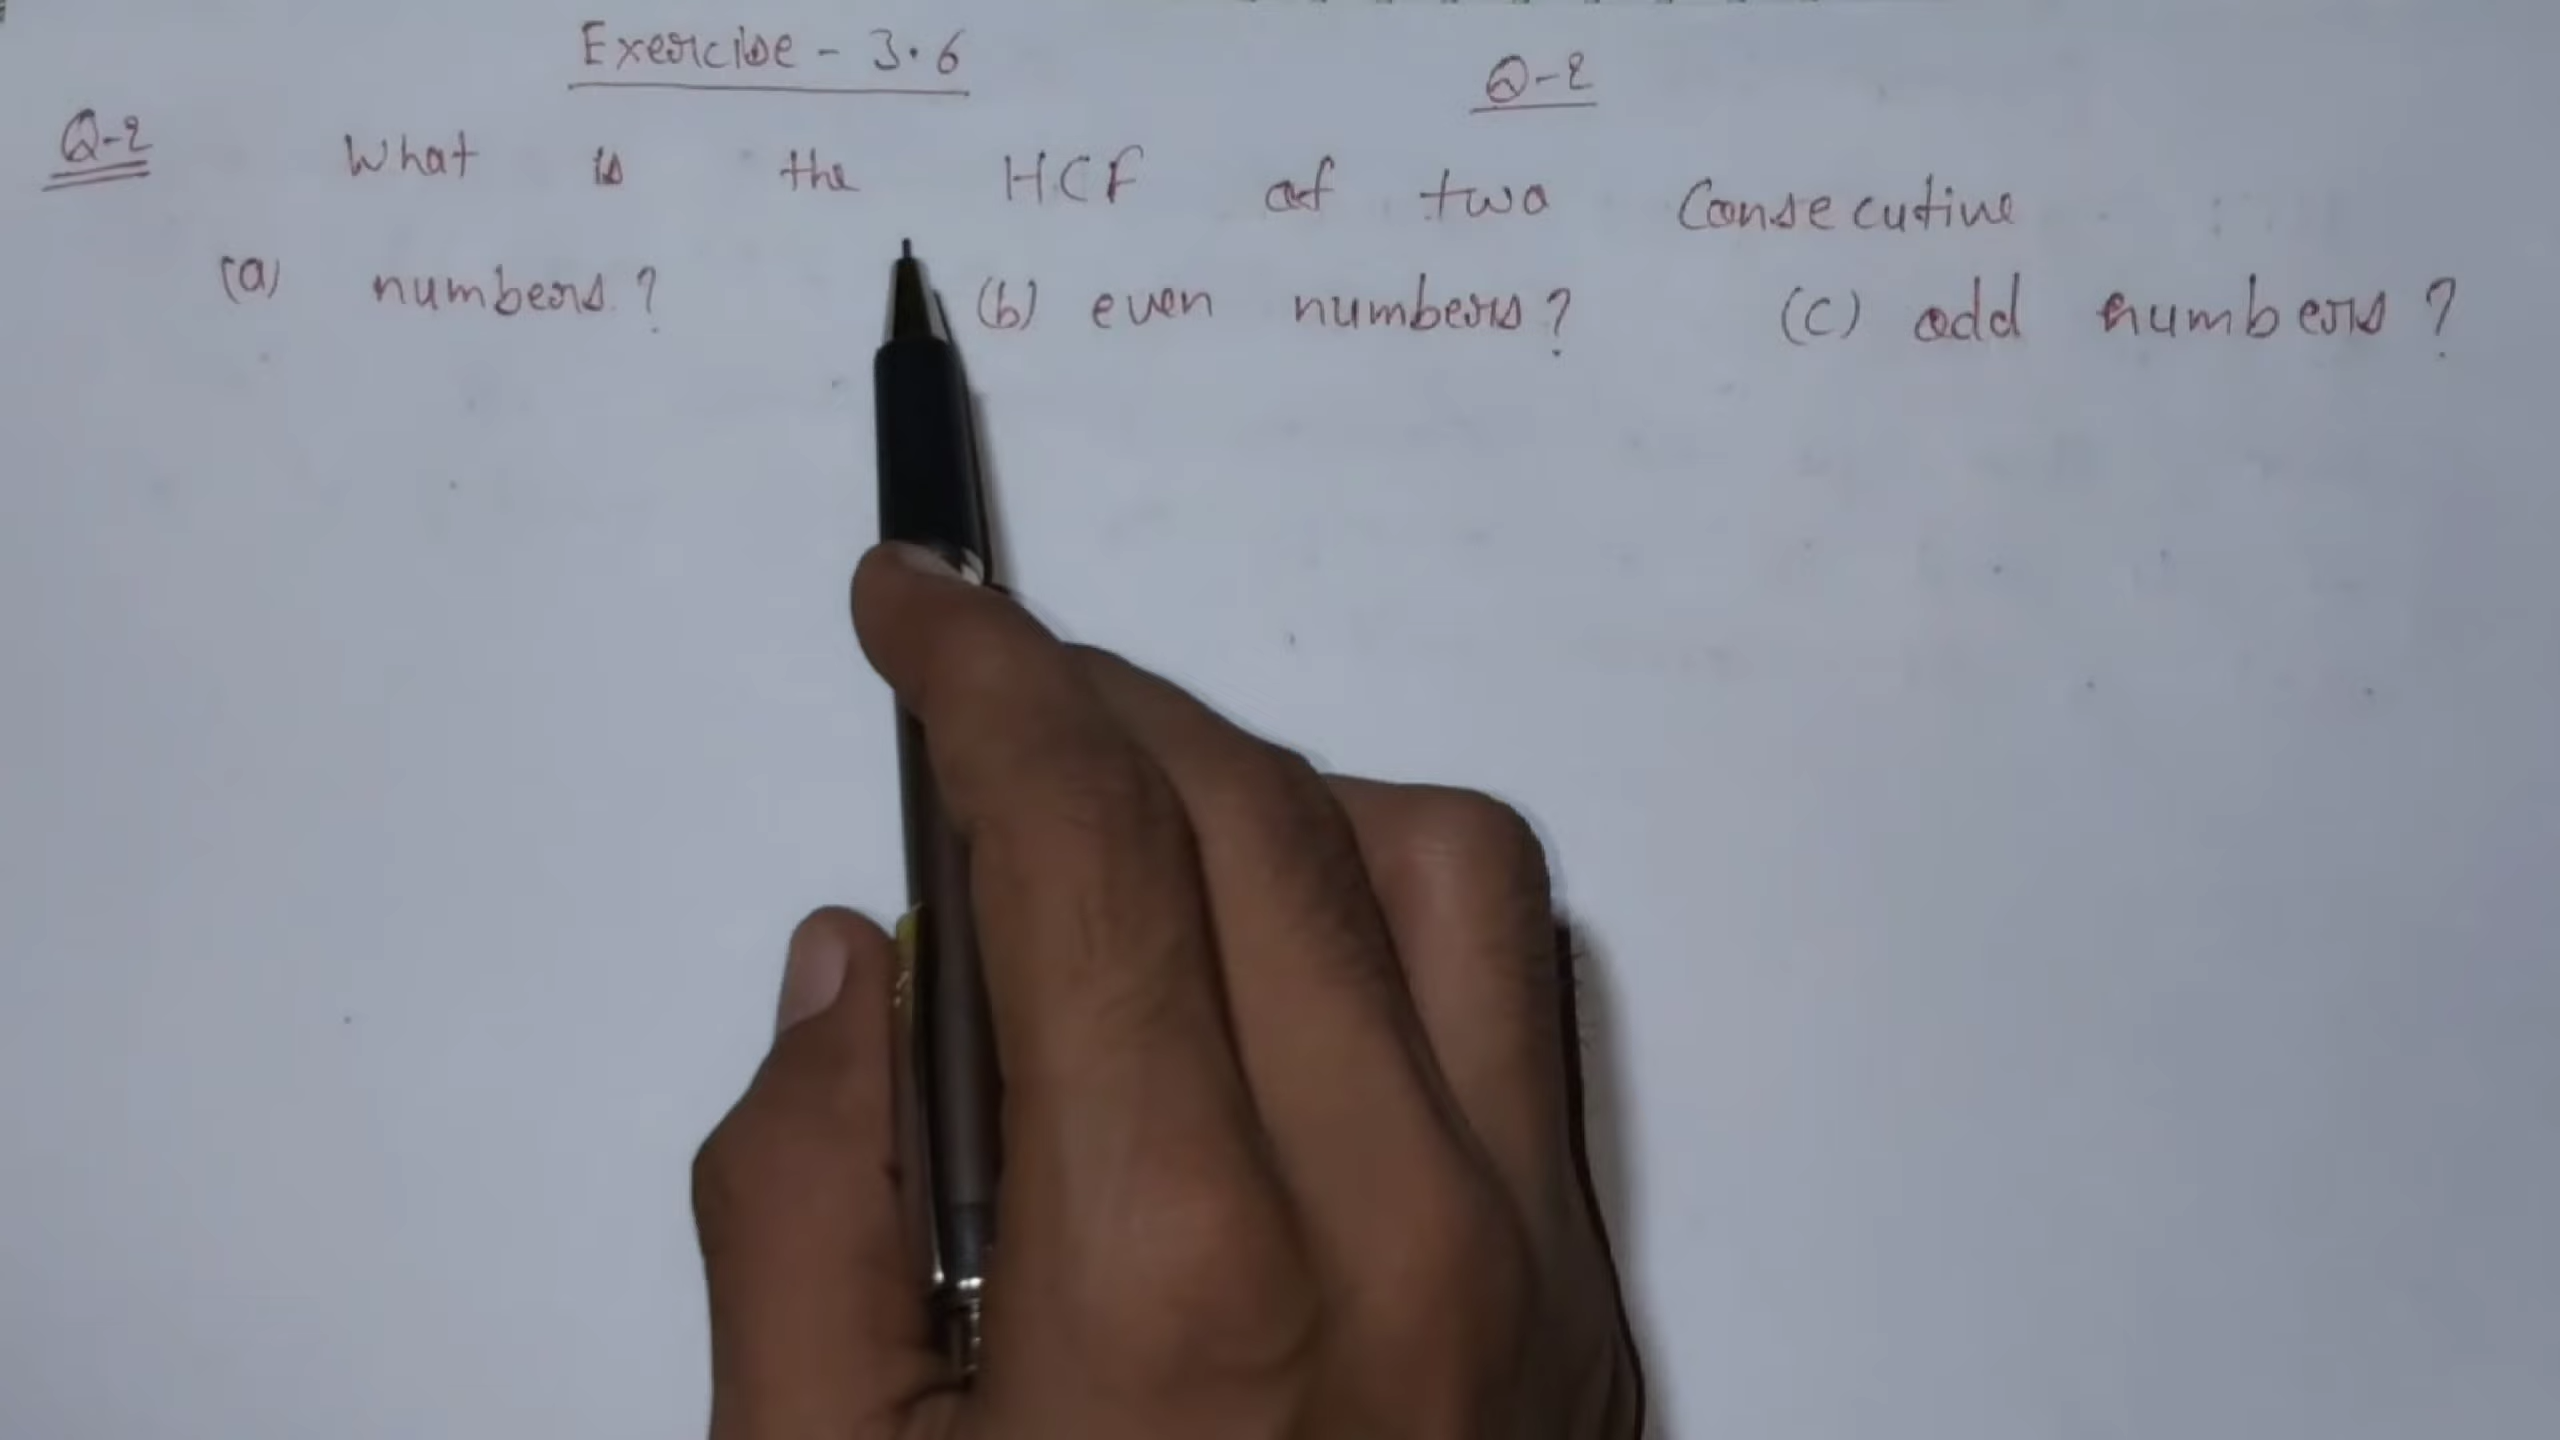 Exercise - 3.6
Q-2
Q-2 What is the HCF of two Consecutive
(a) numbers? (b) even numbers? (c) odd numbers?